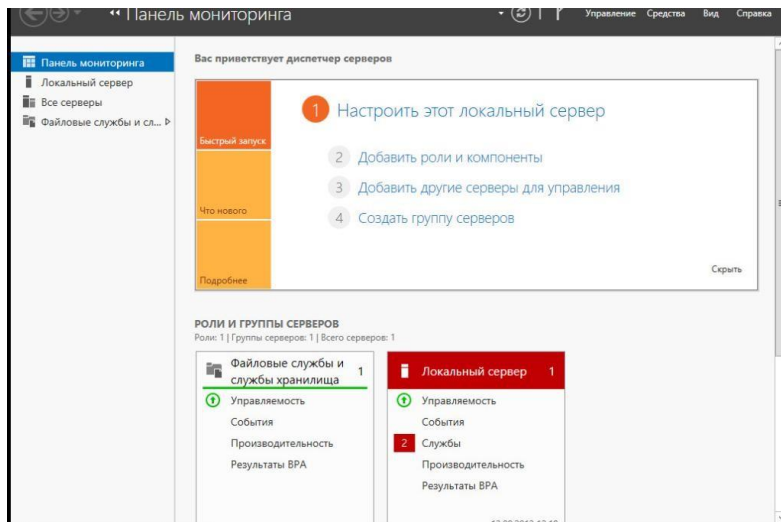 Панель мониторинга
Управление Средства Вид Справка
Панель мониторинга
Локальный сервер
Все серверы
Файловые службы и сл...
Вас приветствует диспетчер серверов
Быстрый запуск
Что нового
Подробнее
1 Настроить этот локальный сервер
2 Добавить роли и компоненты
3 Добавить другие серверы для управления
4 Создать группу серверов
Скрыть
РОЛИ И ГРУППЫ СЕРВЕРОВ
Роли: 1 | Группы серверов: 1 | Всего серверов: 1
Файловые службы и
службы хранилища 1
Управляемость
События
Производительность
Результаты BPA
Локальный сервер 1
Управляемость
События
2 Службы
Производительность
Результаты BPA